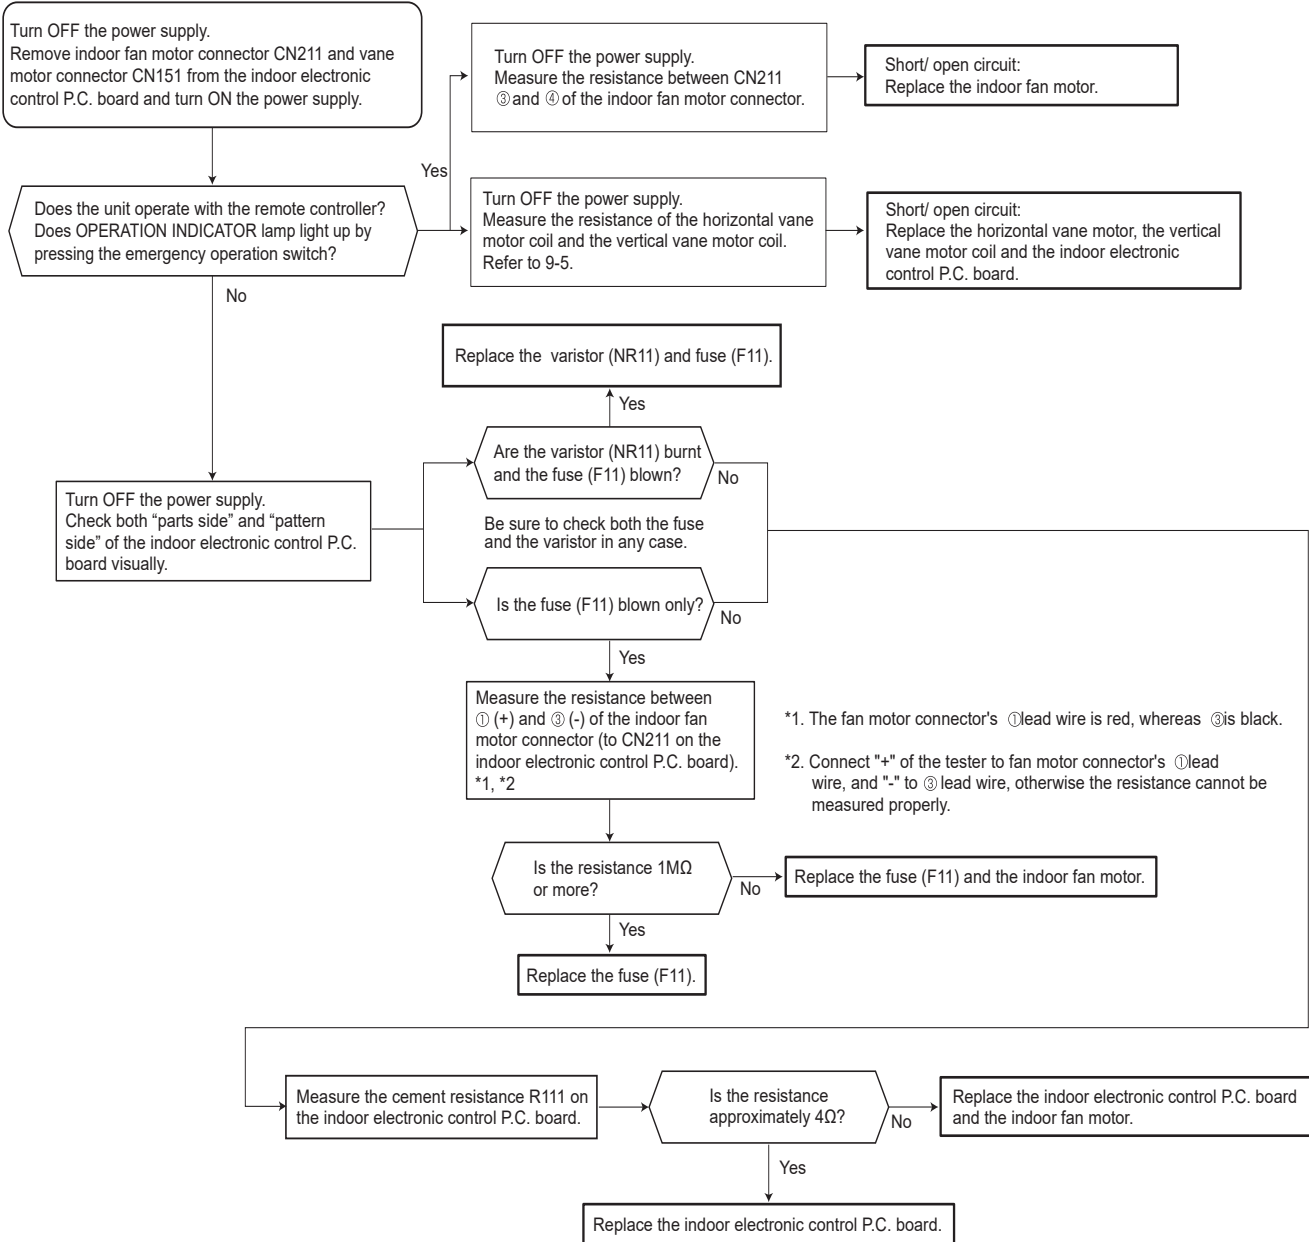 Turn OFF the power supply.
Remove indoor fan motor connector CN211 and vane
motor connector CN151 from the indoor electronic
control P.C. board and turn ON the power supply.
Turn OFF the power supply.
Measure the resistance between CN211
③and ④of the indoor fan motor connector.
Short/ open circuit:
Replace the indoor fan motor.
Yes
Does the unit operate with the remote controller?
Does OPERATION INDICATOR lamp light up by
pressing the emergency operation switch?
Turn OFF the power supply.
Measure the resistance of the horizontal vane
motor coil and the vertical vane motor coil.
Refer to 9-5.
Short/ open circuit:
Replace the horizontal vane motor, the vertical
vane motor coil and the indoor electronic
control P.C. board.
No
Replace the varistor (NR11) and fuse (F11).
Yes
Are the varistor (NR11) burnt
and the fuse (F11) blown?
No
Turn OFF the power supply.
Check both “parts side” and “pattern
side” of the indoor electronic control P.C.
board visually.
Be sure to check both the fuse
and the varistor in any case.
Is the fuse (F11) blown only?
No
Yes
Measure the resistance between
① (+) and ③ (-) of the indoor fan
motor connector (to CN211 on the
indoor electronic control P.C. board).
*1, *2
*1. The fan motor connector's ①lead wire is red, whereas ③is black.
*2. Connect "+" of the tester to fan motor connector's ①lead
wire, and "-" to ③ lead wire, otherwise the resistance cannot be
measured properly.
Is the resistance 1MΩ
or more?
No
Replace the fuse (F11) and the indoor fan motor.
Yes
Replace the fuse (F11).
Measure the cement resistance R111 on
the indoor electronic control P.C. board.
Is the resistance
approximately 4Ω?
No
Replace the indoor electronic control P.C. board
and the indoor fan motor.
Yes
Replace the indoor electronic control P.C. board.